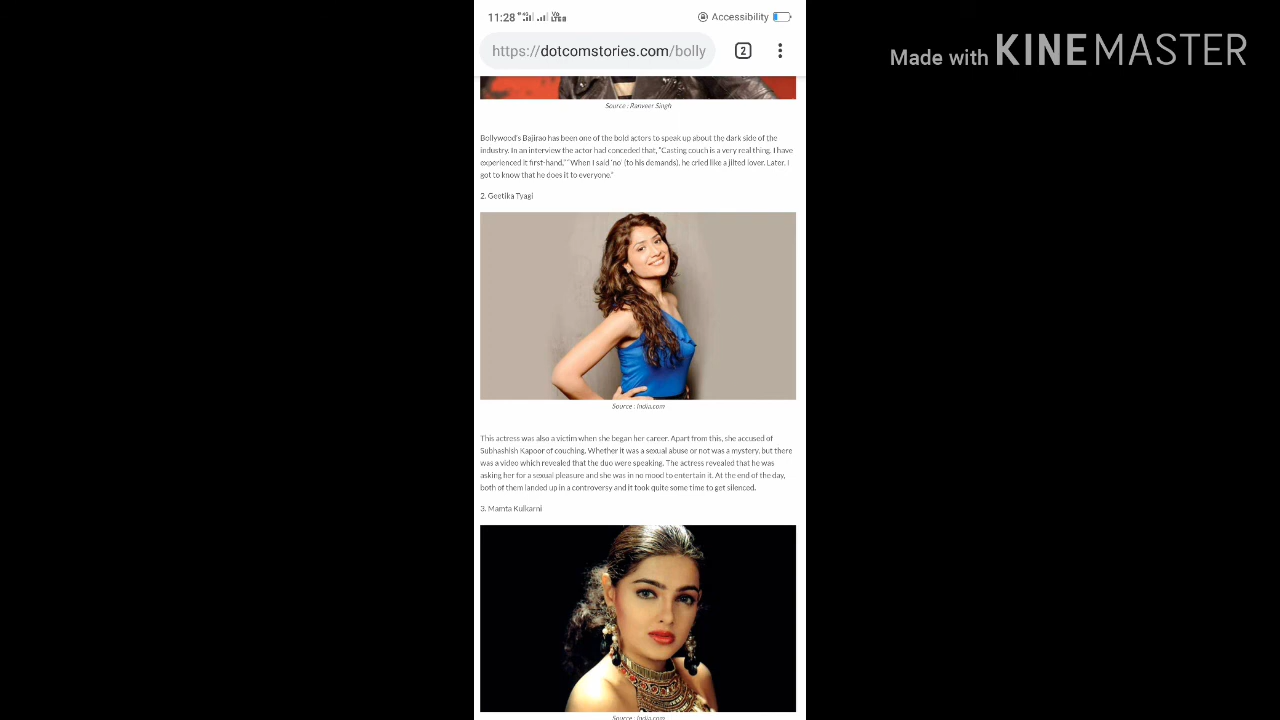 11:28 4G Vo LTE Accessibility
Made with KINEMASTER
https://dotcomstories.com/bolly 2
Source : Ranveer Singh
Bollywood's Bajirao has been one of the bold actors to speak up about the dark side of the
industry. In an interview the actor had conceded that, "Casting couch is a very real thing. I have
experienced it first-hand," "When I said 'no' (to his demands), he cried like a jilted lover. Later, I
got to know that he does it to everyone."
2. Geetika Tyagi
Source : India.com
This actress was also a victim when she began her career. Apart from this, she accused of
Subhashish Kapoor of couching. Whether it was a sexual abuse or not was a mystery, but there
was a video which revealed that the duo were speaking. The actress revealed that he was
asking her for a sexual pleasure and she was in no mood to entertain it. At the end of the day,
both of them landed up in a controversy and it took quite some time to get silenced.
3. Mamta Kulkarni
Source : India.com